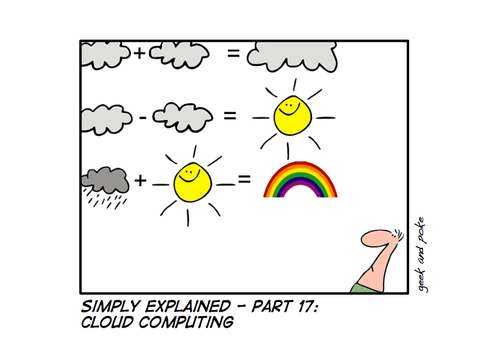 + =
- =
+ =
geek and poke
SIMPLY EXPLAINED - PART 17:
CLOUD COMPUTING